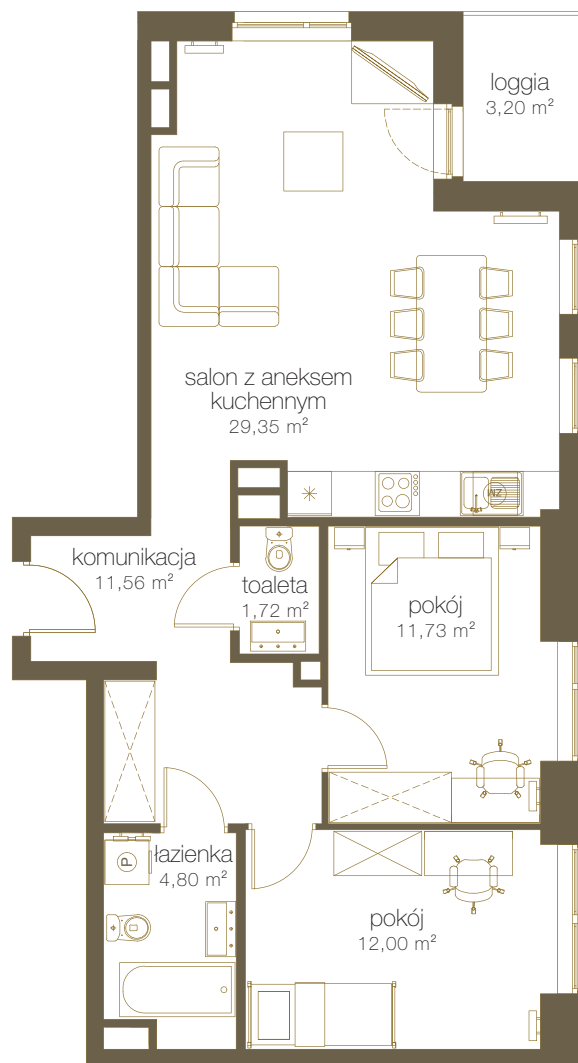 loggia
3,20 m²
salon z aneksem
kuchennym
29,35 m²
NZ
komunikacja
11,56 m²
toaleta
1,72 m²
pokój
11,73 m²
łazienka
4,80 m²
P
pokój
12,00 m²